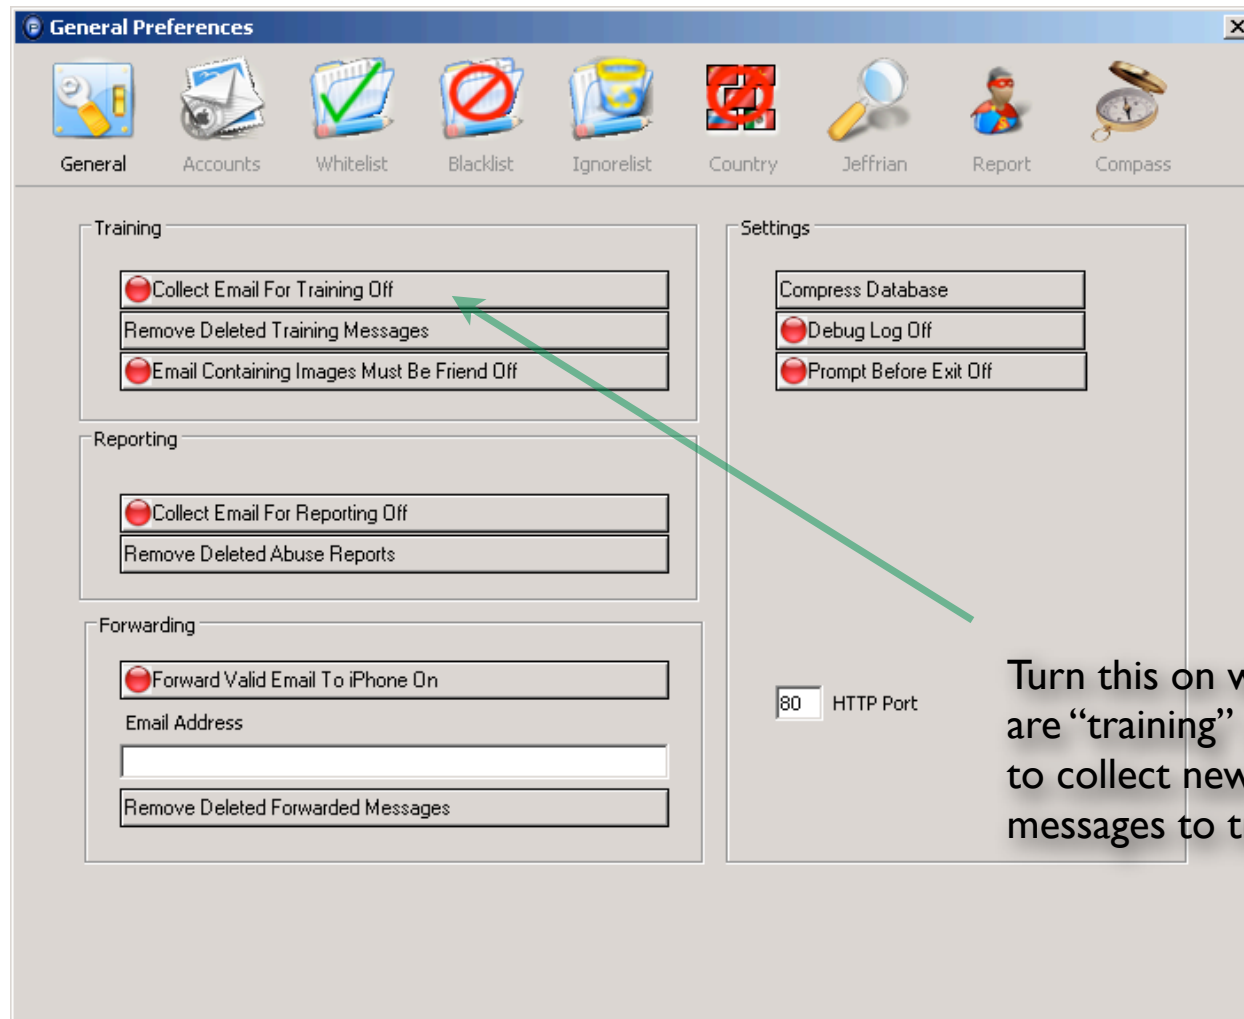 General Preferences
General Accounts Whitelist Blacklist Ignorelist Country Jeffrian Report Compass
Training
Collect Email For Training Off
Remove Deleted Training Messages
Email Containing Images Must Be Friend Off
Reporting
Collect Email For Reporting Off
Remove Deleted Abuse Reports
Forwarding
Forward Valid Email To iPhone On
Email Address
Remove Deleted Forwarded Messages
Settings
Compress Database
Debug Log Off
Prompt Before Exit Off
80 HTTP Port
Turn this on
are “training”
to collect new
messages to